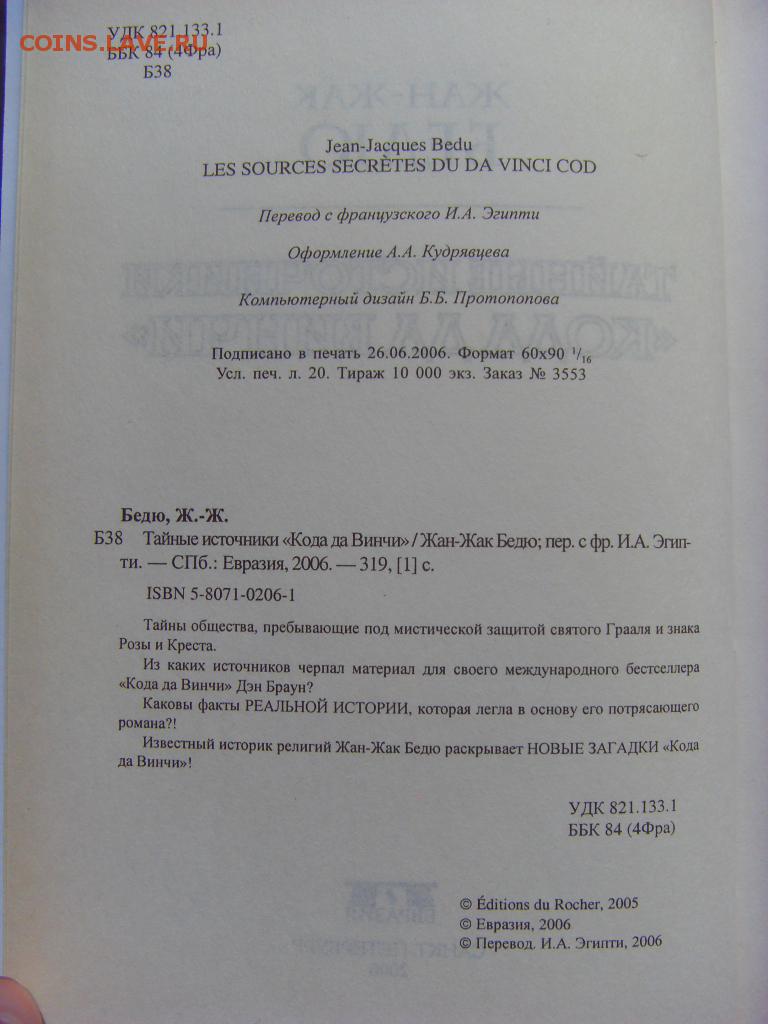 COINS.LAVE.RU
УДК 821.133.1
ББК 84 (4Фра)
Б38
Jean-Jacques Bedu
LES SOURCES SECRÈTES DU DA VINCI COD
Перевод с французского И.А. Эгипти
Оформление А.А. Кудрявцева
Компьютерный дизайн Б.Б. Протопопова
Подписано в печать 26.06.2006. Формат 60х90 1/16
Усл. печ. л. 20. Тираж 10 000 экз. Заказ № 3553
Бедю, Ж.-Ж.
Б38 Тайные источники «Кода да Винчи» / Жан-Жак Бедю; пер. с фр. И.А. Эгип-
ти. — СПб.: Евразия, 2006. — 319, [1] с.
ISBN 5-8071-0206-1
Тайны общества, пребывающие под мистической защитой святого Грааля и знака
Розы и Креста.
Из каких источников черпал материал для своего международного бестселлера
«Кода да Винчи» Дэн Браун?
Каковы факты РЕАЛЬНОЙ ИСТОРИИ, которая легла в основу его потрясающего
романа?!
Известный историк религий Жан-Жак Бедю раскрывает НОВЫЕ ЗАГАДКИ «Кода
да Винчи»!
УДК 821.133.1
ББК 84 (4Фра)
© Éditions du Rocher, 2005
© Евразия, 2006
© Перевод. И.А. Эгипти, 2006